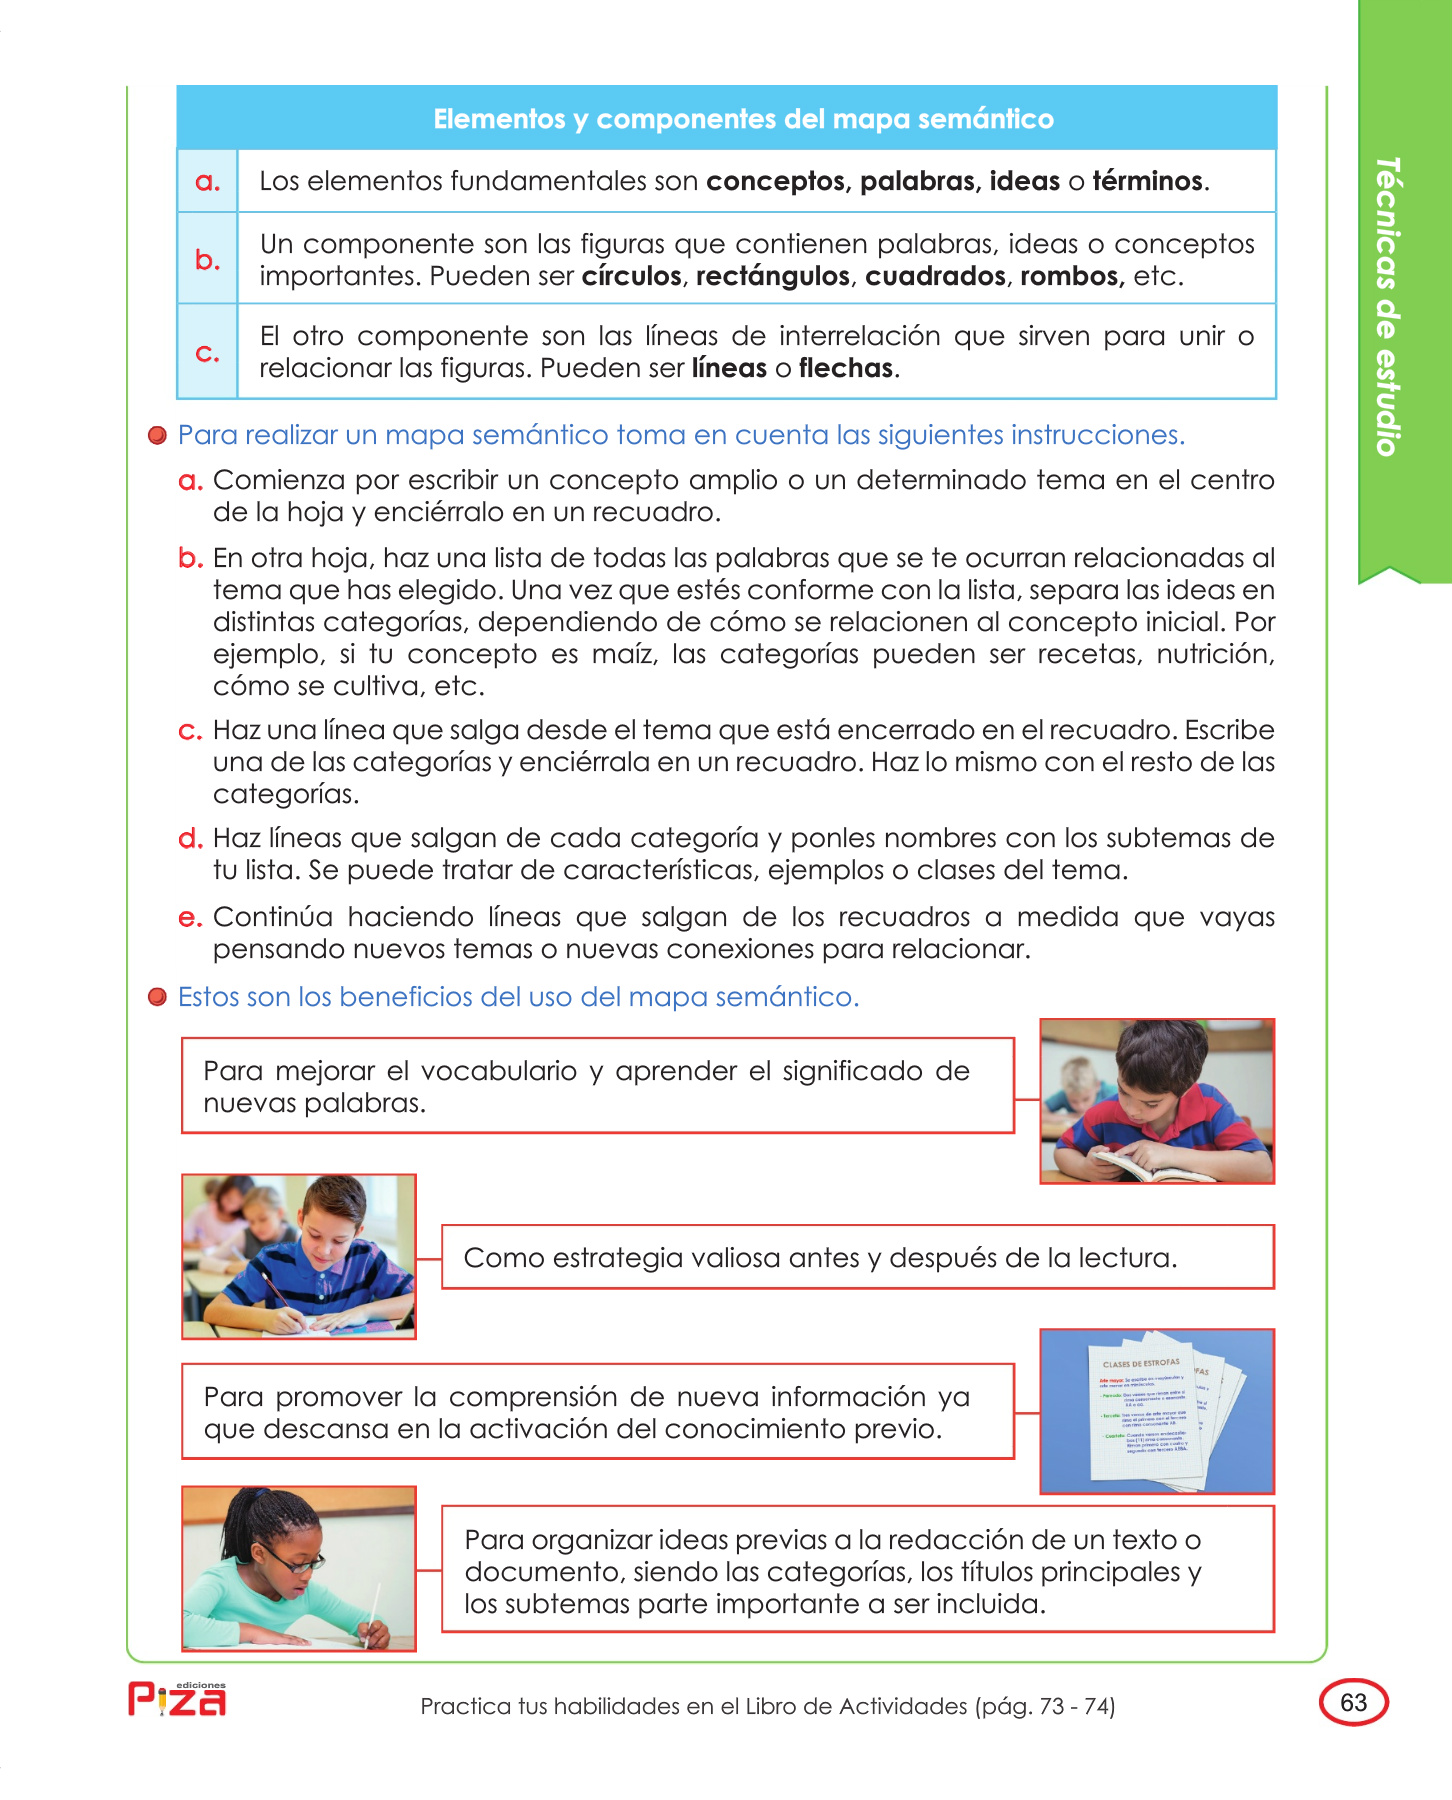 Elementos y componentes del mapa semántico
a. Los elementos fundamentales son conceptos, palabras, ideas o términos.
b. Un componente son las figuras que contienen palabras, ideas o conceptos
importantes. Pueden ser círculos, rectángulos, cuadrados, rombos, etc.
c. El otro componente son las líneas de interrelación que sirven para unir o
relacionar las figuras. Pueden ser líneas o flechas.
Técnicas de estudio
Para realizar un mapa semántico toma en cuenta las siguientes instrucciones.
a. Comienza por escribir un concepto amplio o un determinado tema en el centro
de la hoja y enciérralo en un recuadro.
b. En otra hoja, haz una lista de todas las palabras que se te ocurran relacionadas al
tema que has elegido. Una vez que estés conforme con la lista, separa las ideas en
distintas categorías, dependiendo de cómo se relacionen al concepto inicial. Por
ejemplo, si tu concepto es maíz, las categorías pueden ser recetas, nutrición,
cómo se cultiva, etc.
c. Haz una línea que salga desde el tema que está encerrado en el recuadro. Escribe
una de las categorías y enciérrala en un recuadro. Haz lo mismo con el resto de las
categorías.
d. Haz líneas que salgan de cada categoría y ponles nombres con los subtemas de
tu lista. Se puede tratar de características, ejemplos o clases del tema.
e. Continúa haciendo líneas que salgan de los recuadros a medida que vayas
pensando nuevos temas o nuevas conexiones para relacionar.
Estos son los beneficios del uso del mapa semántico.
Para mejorar el vocabulario y aprender el significado de
nuevas palabras.
Como estrategia valiosa antes y después de la lectura.
Para promover la comprensión de nueva información ya
que descansa en la activación del conocimiento previo.
CLASES DE ESTROFAS
Para organizar ideas previas a la redacción de un texto o
documento, siendo las categorías, los títulos principales y
los subtemas parte importante a ser incluida.
ediciones
Piza
Practica tus habilidades en el Libro de Actividades (pág. 73 - 74)
63